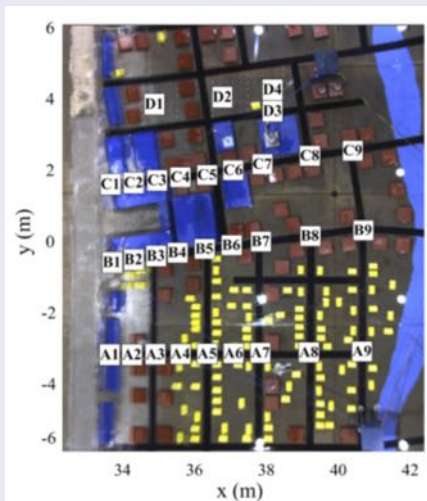 6
D4
D1 D2
4
D3
C8 C9
C7
C5 C6
2
C1 C2 C3 C4
B9
B7 B8
0
B4 B5 B6
B1 B2 B3
-2
A1 A2 A3 A4 A5 A6 A7 A8 A9
-4
-6
34 36 38 40 42
x (m)
y (m)